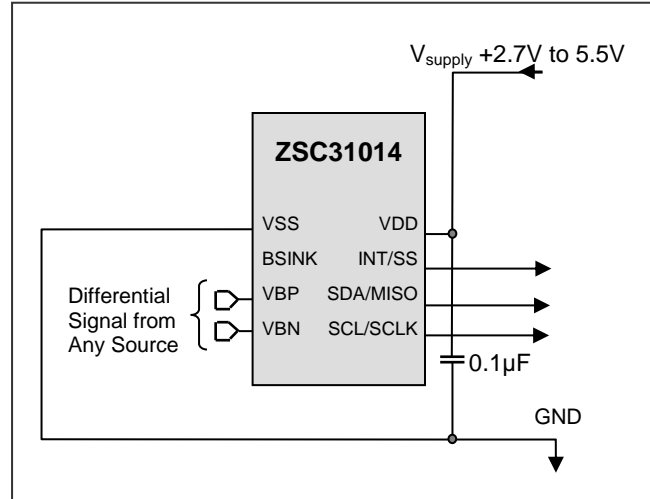 Vsupply +2.7V to 5.5V
ZSC31014
VSS VDD
BSINK INT/SS
VBP SDA/MISO
VBN SCL/SCLK
Differential
Signal from
Any Source
0.1µF
GND